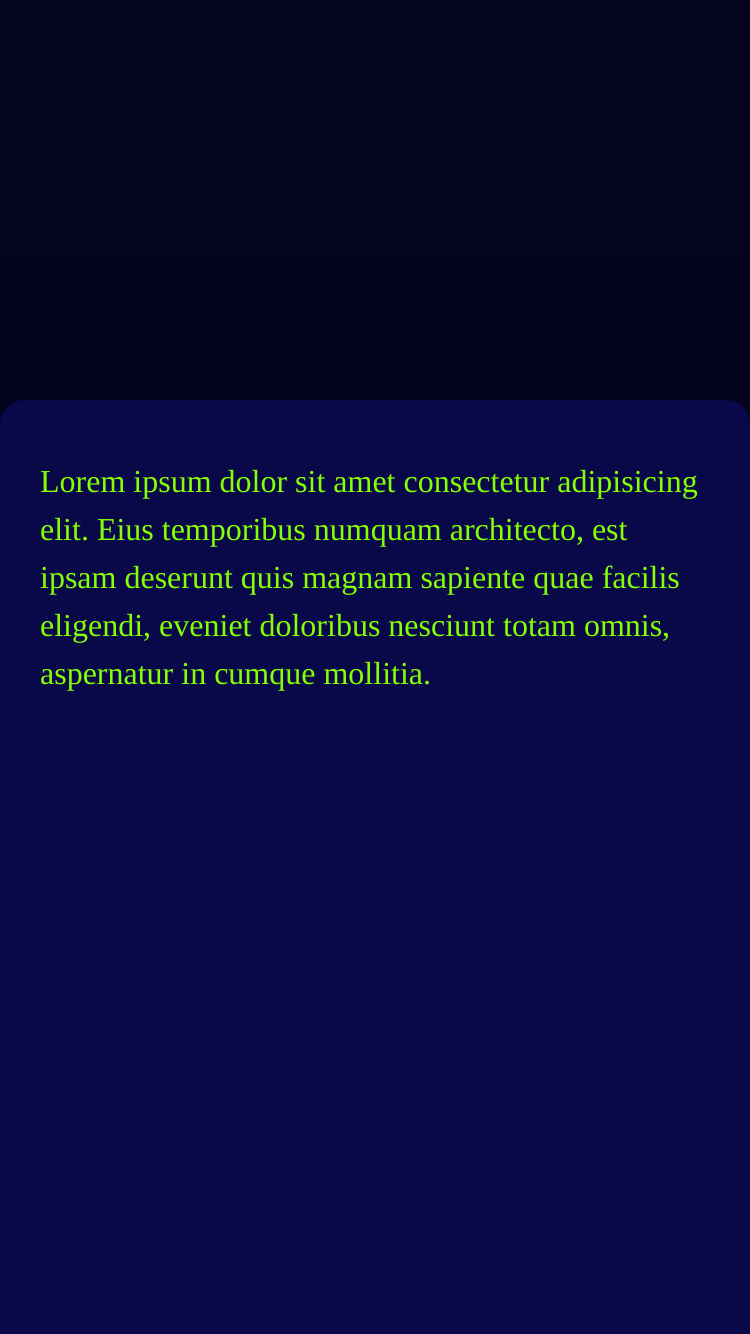 Lorem ipsum dolor sit amet consectetur adipisicing
elit. Eius temporibus numquam architecto, est
ipsam deserunt quis magnam sapiente quae facilis
eligendi, eveniet doloribus nesciunt totam omnis,
aspernatur in cumque mollitia.